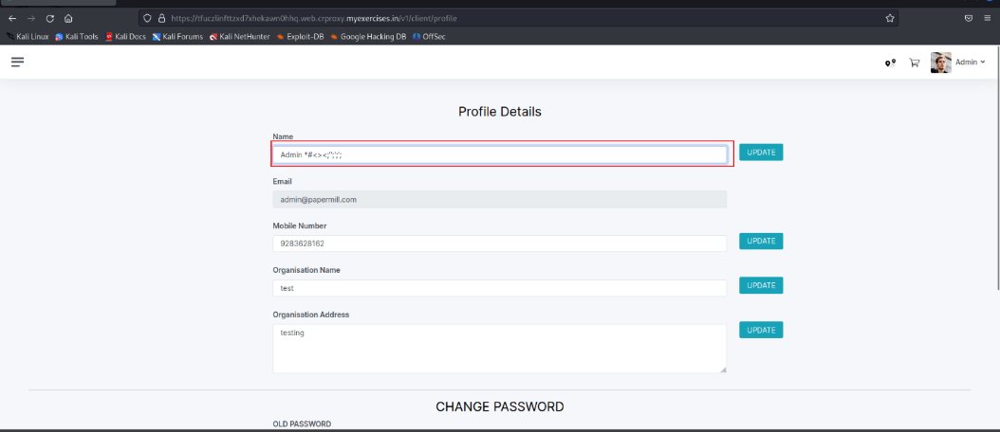 https://tfuczlinfttzxd7xhekawn0hhq.web.crproxy.myexercises.in/v1/client/profile
Kali Linux Kali Tools Kali Docs Kali Forums Kali NetHunter Exploit-DB Google Hacking DB OffSec
Admin
Profile Details
Name
Admin *#<><;'";';';
UPDATE
Email
admin@papermill.com
Mobile Number
9283628162
UPDATE
Organisation Name
test
UPDATE
Organisation Address
testing
UPDATE
CHANGE PASSWORD
OLD PASSWORD